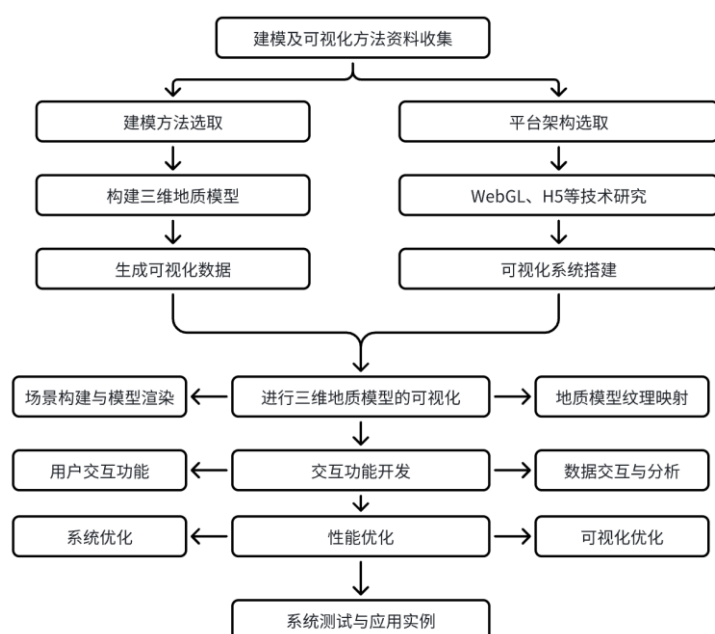 建模及可视化方法资料收集
建模方法选取
平台架构选取
构建三维地质模型
WebGL、H5等技术研究
生成可视化数据
可视化系统搭建
场景构建与模型渲染
进行三维地质模型的可视化
地质模型纹理映射
用户交互功能
交互功能开发
数据交互与分析
系统优化
性能优化
可视化优化
系统测试与应用实例